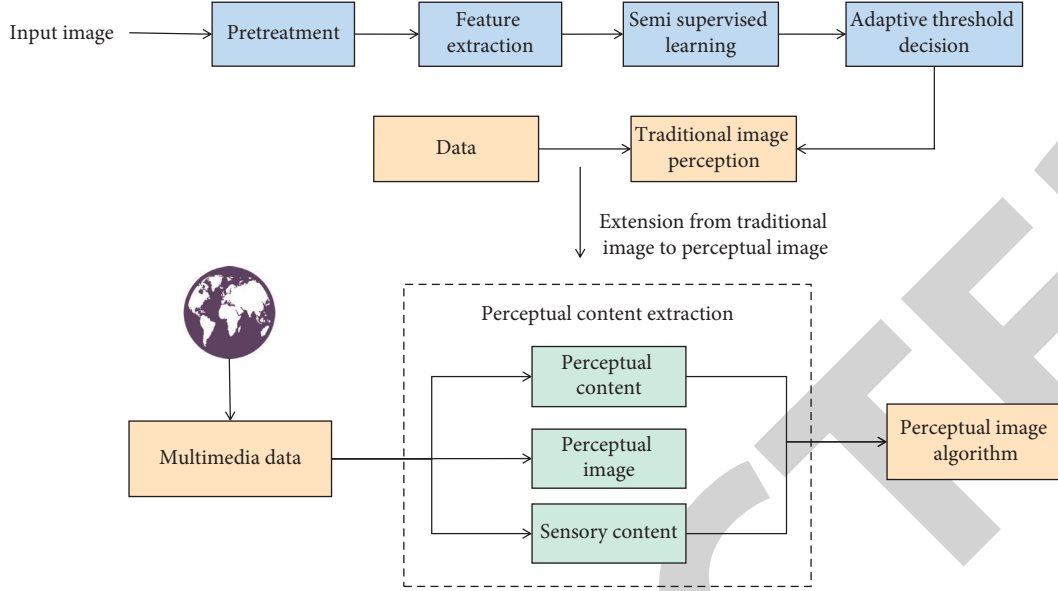 Input image
Pretreatment
Feature
extraction
Semi supervised
learning
Adaptive threshold
decision
Data
Traditional image
perception
Extension from traditional
image to perceptual image
Perceptual content extraction
Perceptual
content
Multimedia data
Perceptual
image
Sensory content
Perceptual image
algorithm